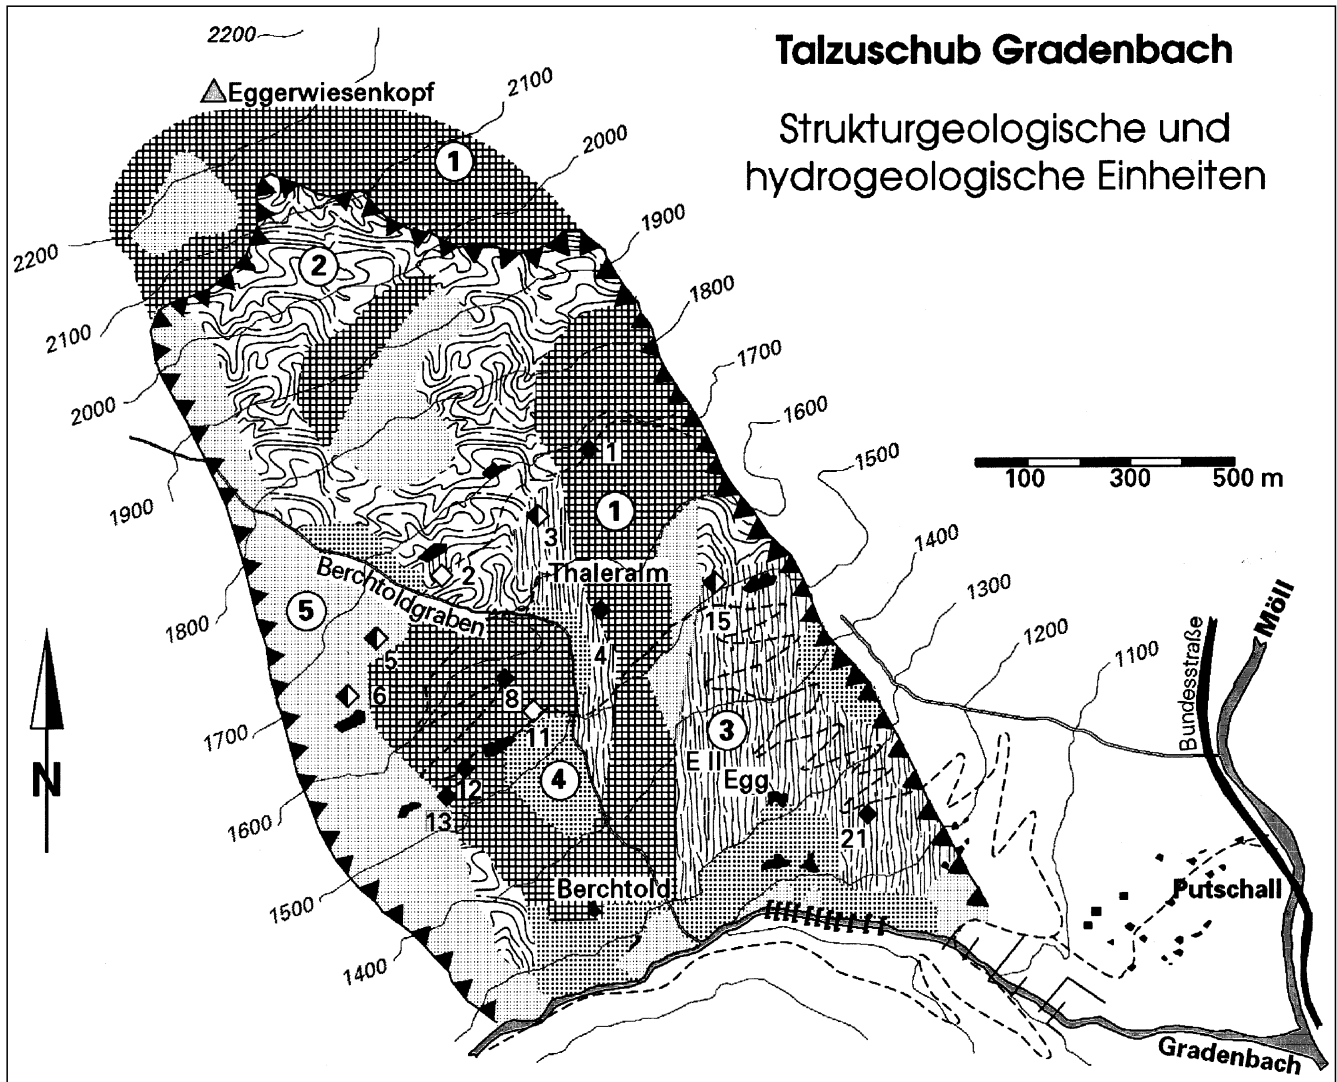 Talzuschub Gradenbach
Strukturgeologische und
hydrogeologische Einheiten
2200
Eggerwiesenkopf
2100
2000
1900
1800
1700
1600
1500
1400
1300
1200
1100
2200
2100
2000
1900
1800
1700
1600
1500
1400
1
2
1
5
3
4
1
3
2
Thaleralm
Berchtoldgraben
15
4
5
6
8
11
12
13
E II
Egg
21
Berchtold
100 300 500 m
Bundesstraße
Möll
Putschall
Gradenbach
N